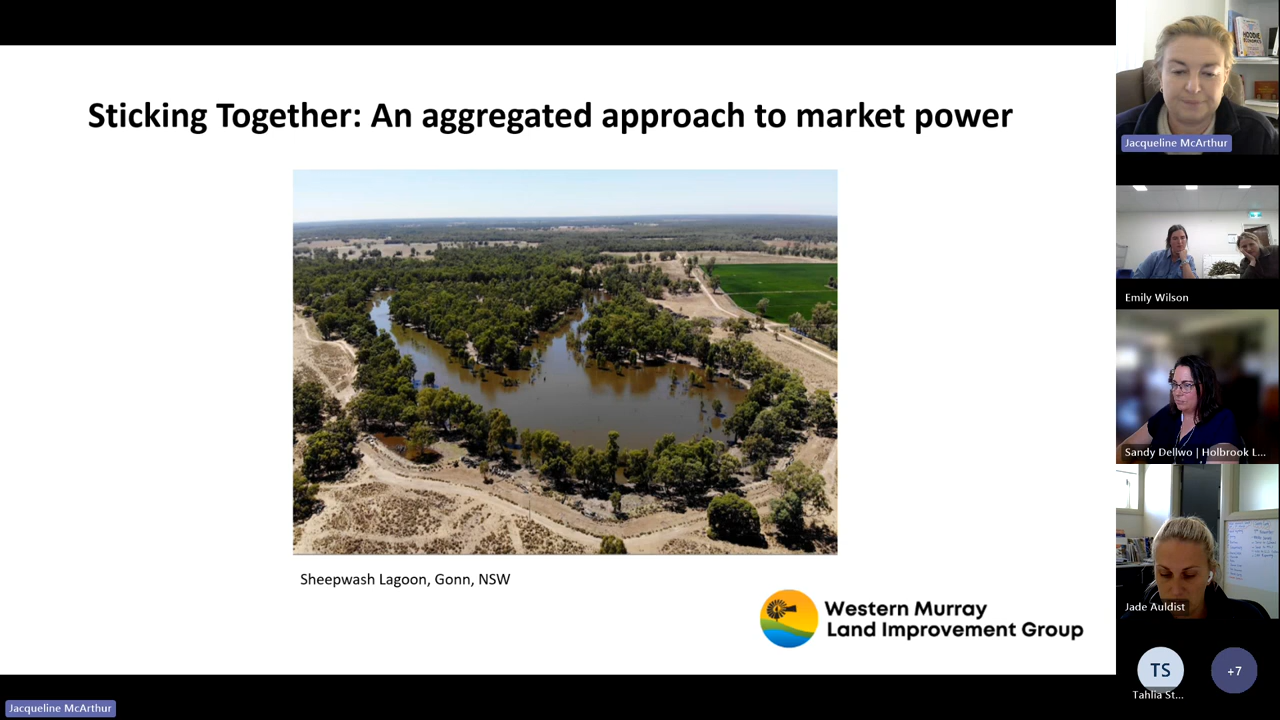 Sticking Together: An aggregated approach to market power
Sheepwash Lagoon, Gonn, NSW
Western Murray
Land Improvement Group
Jacqueline McArthur
Jacqueline McArthur
Emily Wilson
Sandy Dellwo | Holbrook L...
Jade Auldist
TS
Tahlia St...
+7